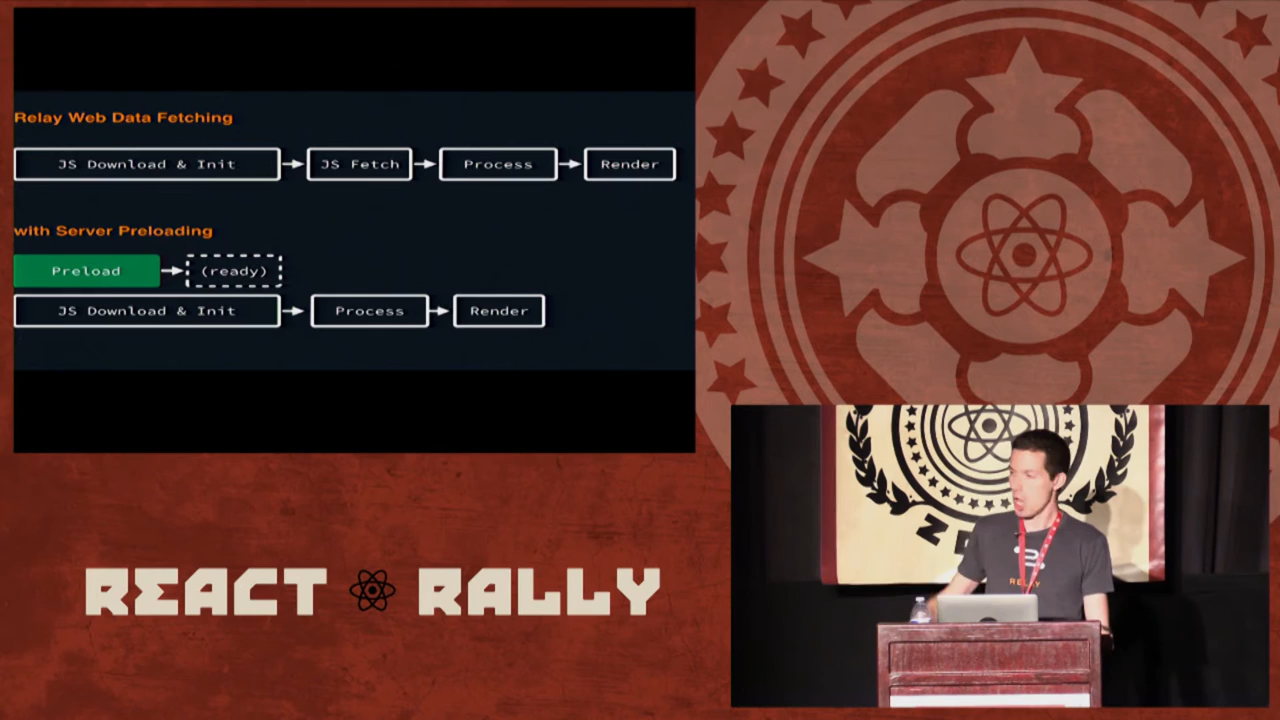 Relay Web Data Fetching
JS Download & Init
JS Fetch
Process
Render
with Server Preloading
Preload
(ready)
JS Download & Init
Process
Render
REACT RALLY
RELAY